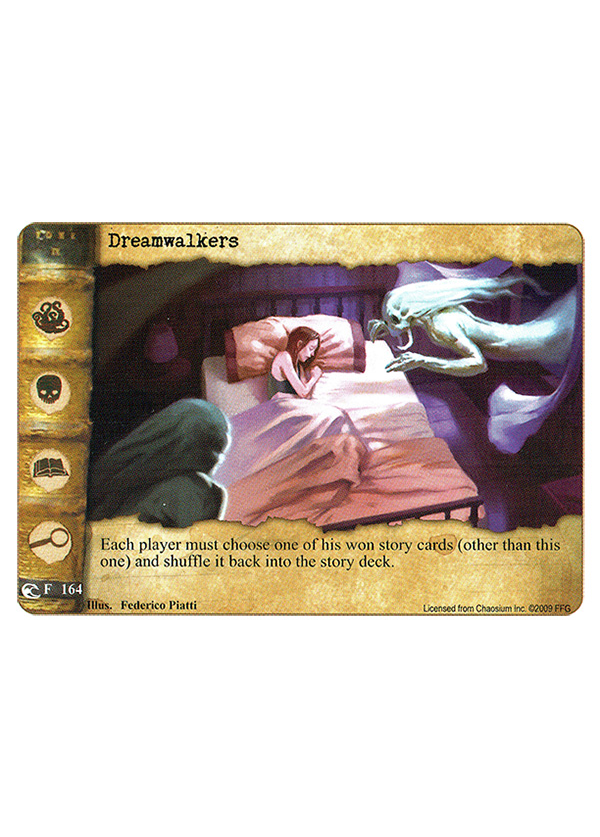 Dreamwalkers
Each player must choose one of his won story cards (other than this
one) and shuffle it back into the story deck.
F 164
Illus. Federico Piatti
Licensed from Chaosium Inc. ©2009 FFG